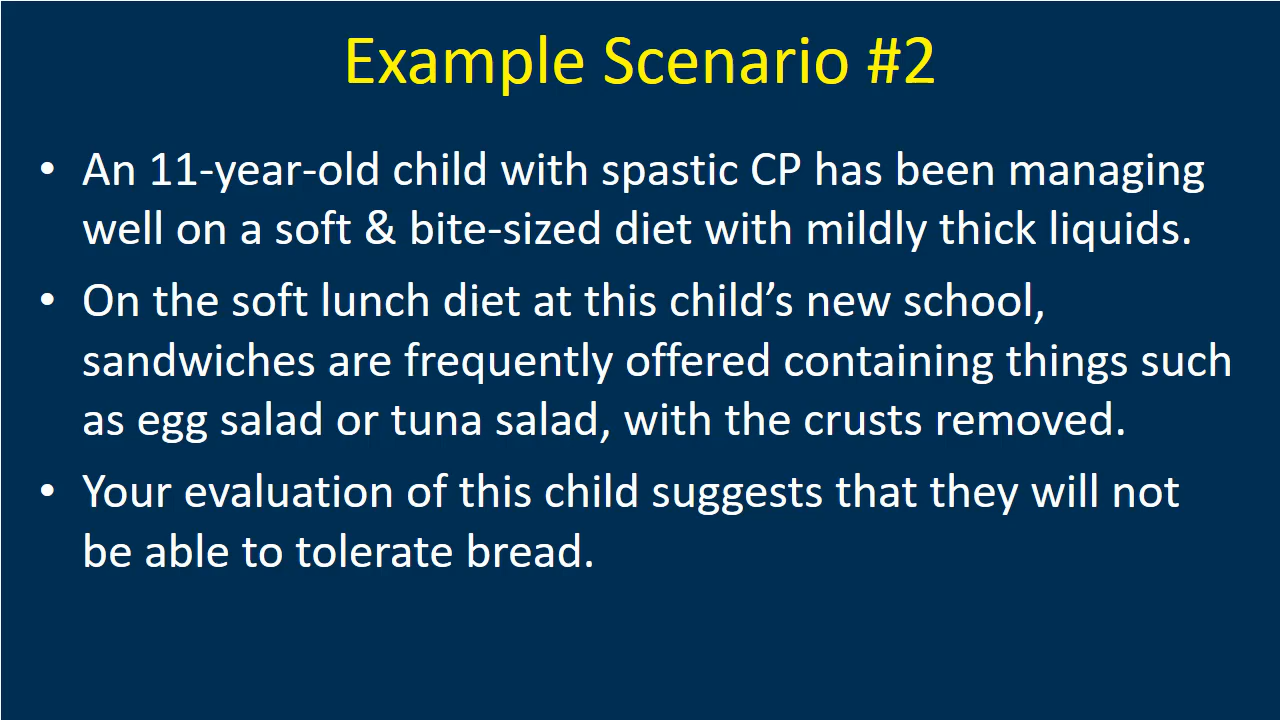 Example Scenario #2
• An 11-year-old child with spastic CP has been managing
well on a soft & bite-sized diet with mildly thick liquids.
• On the soft lunch diet at this child’s new school,
sandwiches are frequently offered containing things such
as egg salad or tuna salad, with the crusts removed.
• Your evaluation of this child suggests that they will not
be able to tolerate bread.